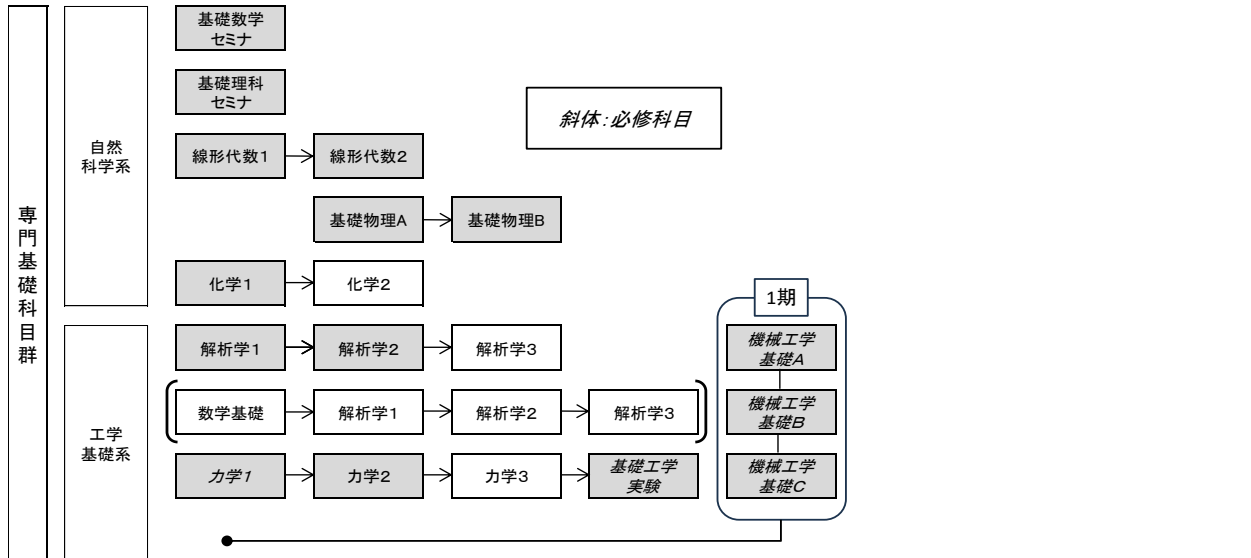 専門基礎科目群
自然
科学系
基礎数学
セミナ
基礎理科
セミナ
斜体：必修科目
線形代数1
線形代数2
基礎物理A
基礎物理B
化学1
化学2
工学
基礎系
解析学1
解析学2
解析学3
数学基礎
解析学1
解析学2
解析学3
力学1
力学2
力学3
基礎工学
実験
1期
機械工学
基礎A
機械工学
基礎B
機械工学
基礎C